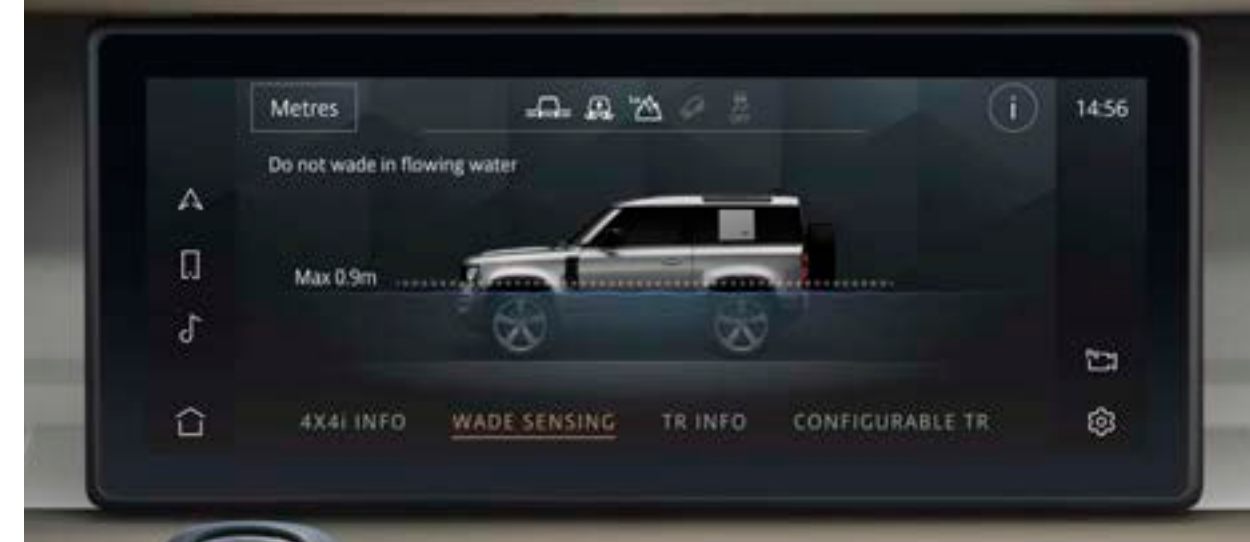 Metres
i
14:56
Do not wade in flowing water
Max 0.9m
4X4i INFO
WADE SENSING
TR INFO
CONFIGURABLE TR